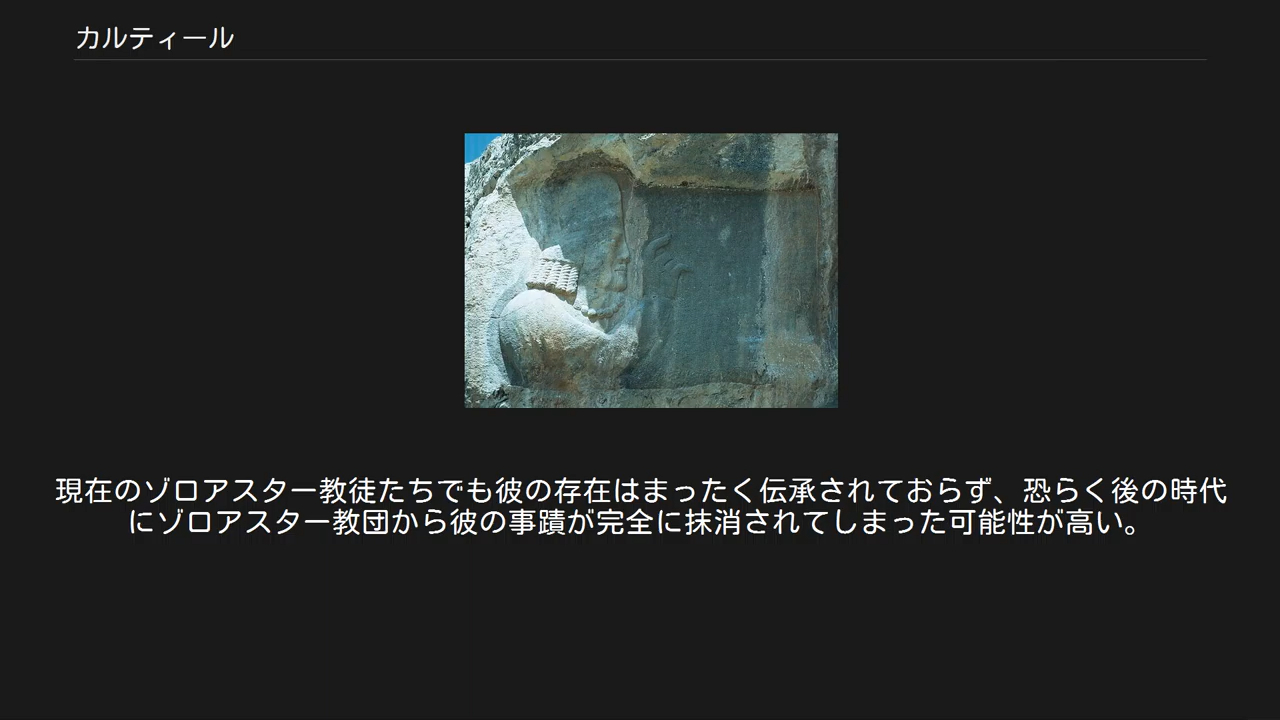 カルティール
現在のゾロアスター教徒たちでも彼の存在はまったく伝承されておらず、恐らく後の時代
にゾロアスター教団から彼の事蹟が完全に抹消されてしまった可能性が高い。